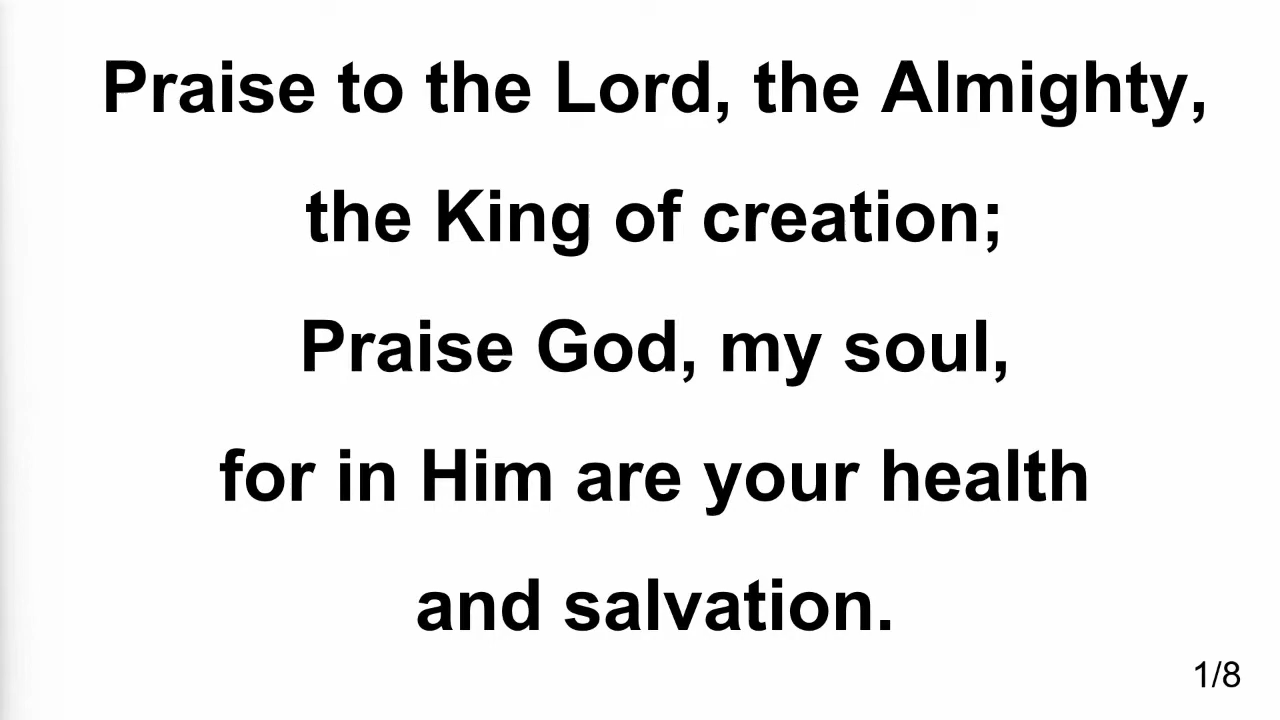 Praise to the Lord, the Almighty,
the King of creation;
Praise God, my soul,
for in Him are your health
and salvation.
1/8